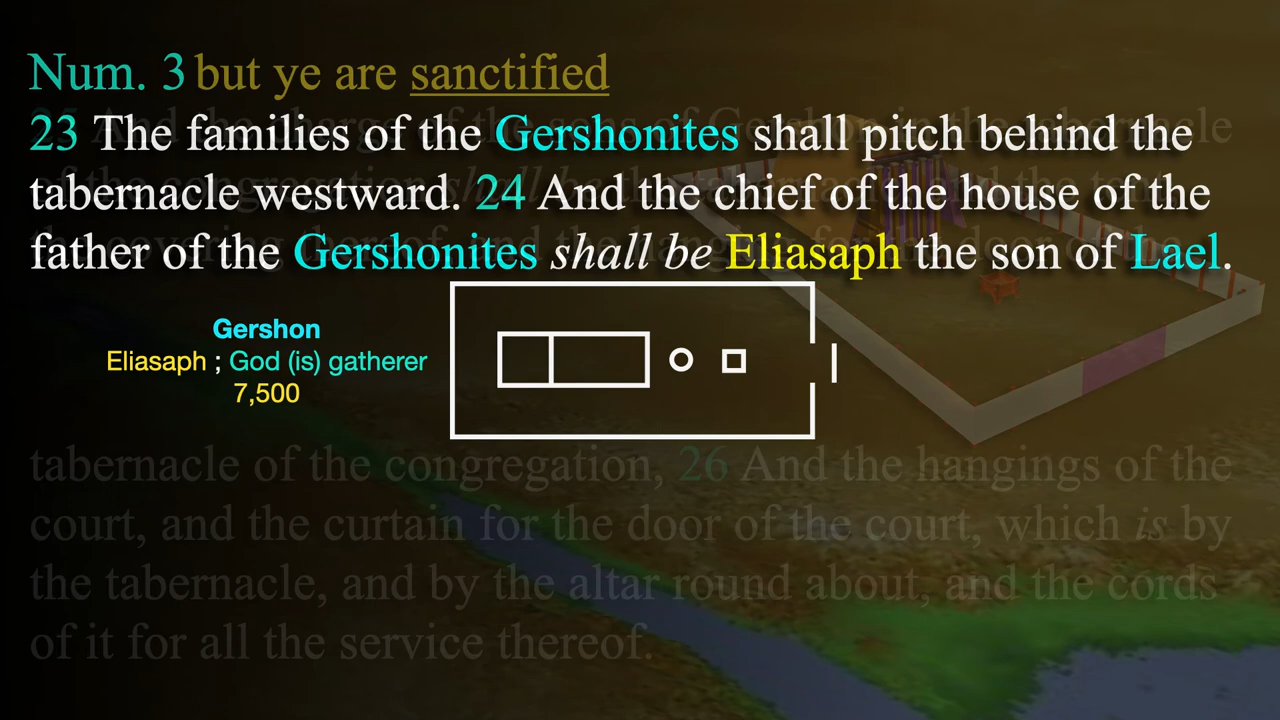 Num. 3 but ye are sanctified
23 The families of the Gershonites shall pitch behind the
tabernacle westward. 24 And the chief of the house of the
father of the Gershonites shall be Eliasaph the son of Lael.
Gershon
Eliasaph ; God (is) gatherer
7,500
tabernacle of the congregation, 26 And the hangings of the
court, and the curtain for the door of the court, which is by
the tabernacle, and by the altar round about, and the cords
of it for all the service thereof.